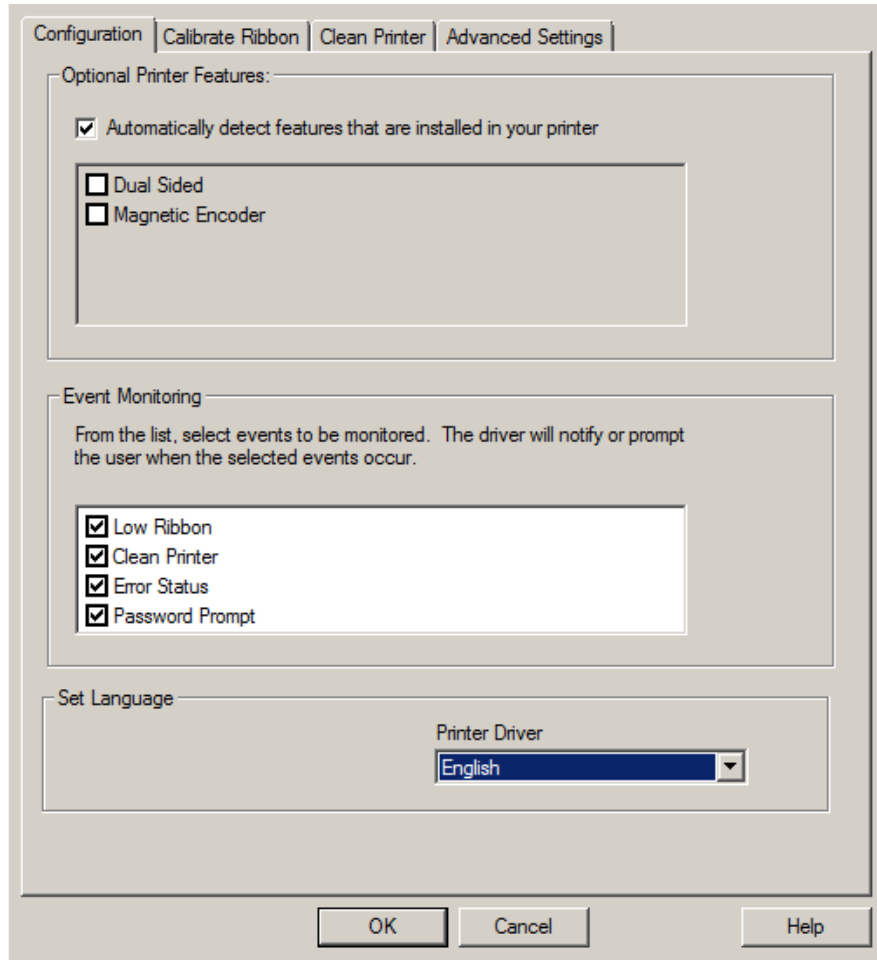 Configuration Calibrate Ribbon Clean Printer Advanced Settings
Optional Printer Features:
Automatically detect features that are installed in your printer
Dual Sided
Magnetic Encoder
Event Monitoring
From the list, select events to be monitored. The driver will notify or prompt
the user when the selected events occur.
Low Ribbon
Clean Printer
Error Status
Password Prompt
Set Language
Printer Driver
English
OK Cancel Help